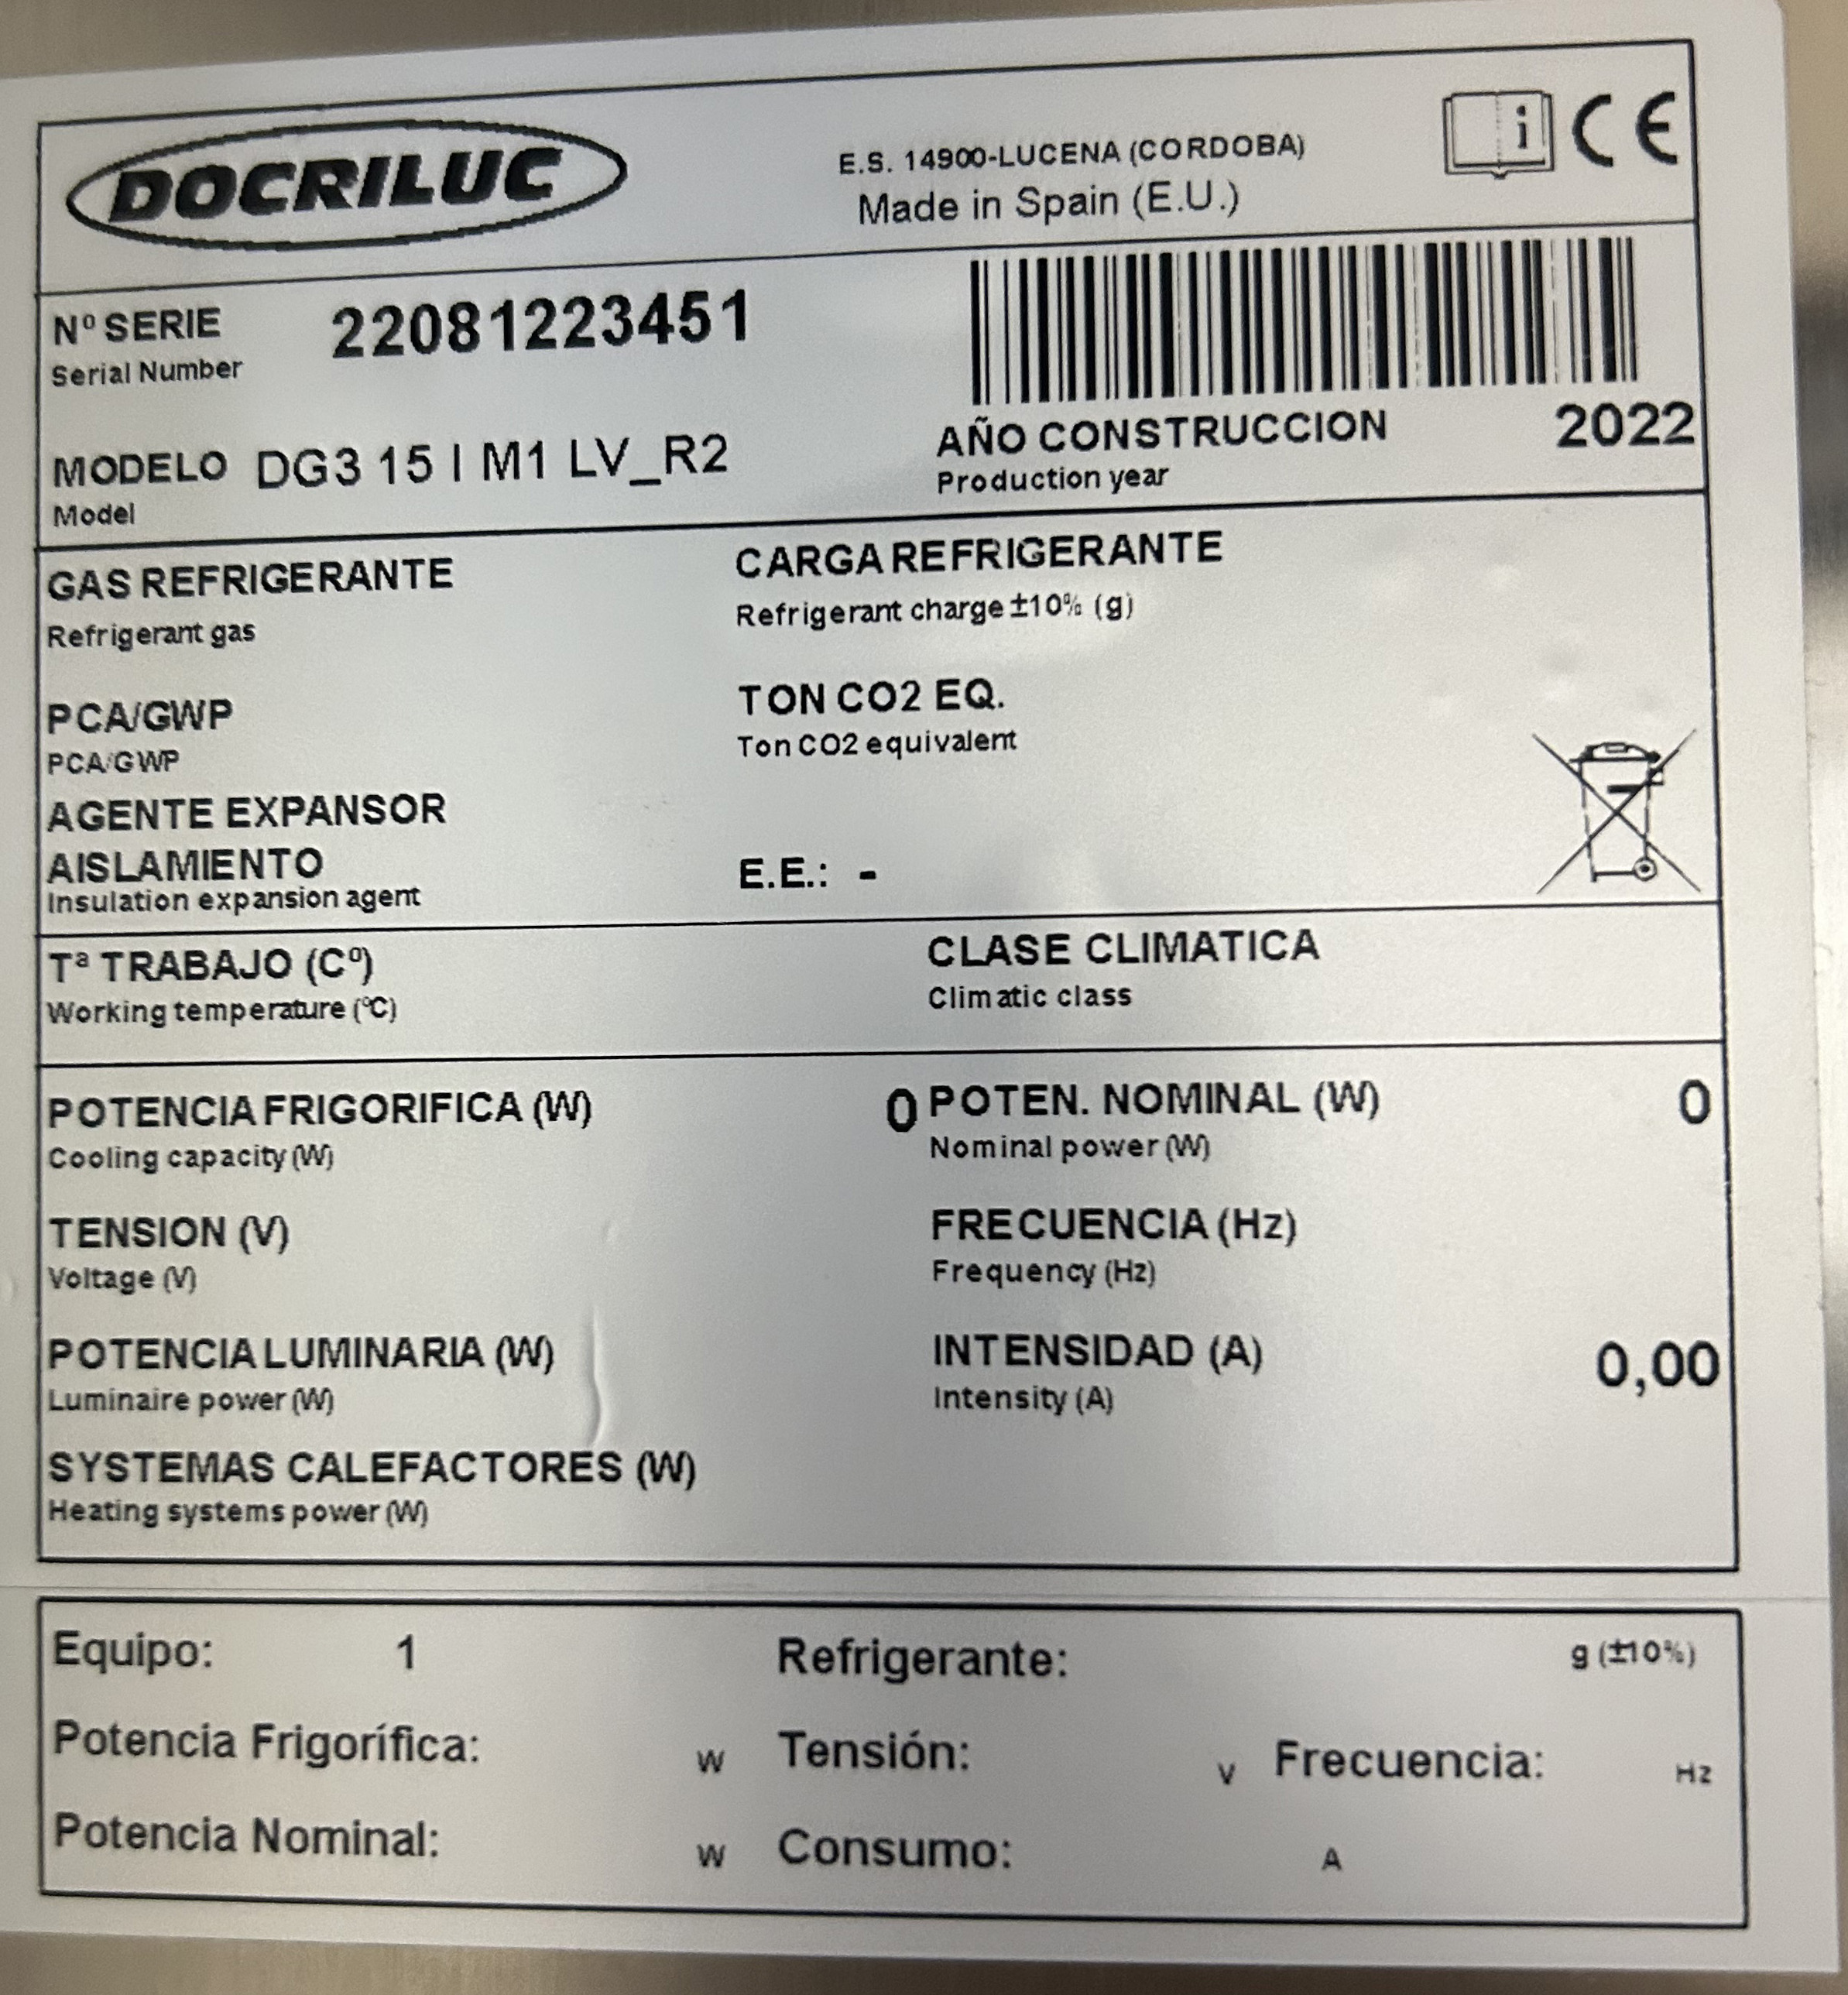 DOCRILUC
E.S. 14900-LUCENA (CORDOBA)
Made in Spain (E.U.)
i CE
Nº SERIE 22081223451
Serial Number
MODELO DG3 15 I M1 LV_R2
Model
AÑO CONSTRUCCION 2022
Production year
GAS REFRIGERANTE
Refrigerant gas
CARGA REFRIGERANTE
Refrigerant charge ±10% (g)
PCA/GWP
PCA/GWP
TON CO2 EQ.
Ton CO2 equivalent
AGENTE EXPANSOR
AISLAMIENTO
Insulation expansion agent
E.E.: -
Tª TRABAJO (Cº)
Working temperature (ºC)
CLASE CLIMATICA
Climatic class
POTENCIA FRIGORIFICA (W) 0
Cooling capacity (W)
POTEN. NOMINAL (W) 0
Nominal power (W)
TENSION (V)
Voltage (V)
FRECUENCIA (Hz)
Frequency (Hz)
POTENCIA LUMINARIA (W)
Luminaire power (W)
INTENSIDAD (A) 0,00
Intensity (A)
SYSTEMAS CALEFACTORES (W)
Heating systems power (W)
Equipo: 1 Refrigerante: g (±10%)
Potencia Frigorífica: W Tensión: V Frecuencia: Hz
Potencia Nominal: W Consumo: A